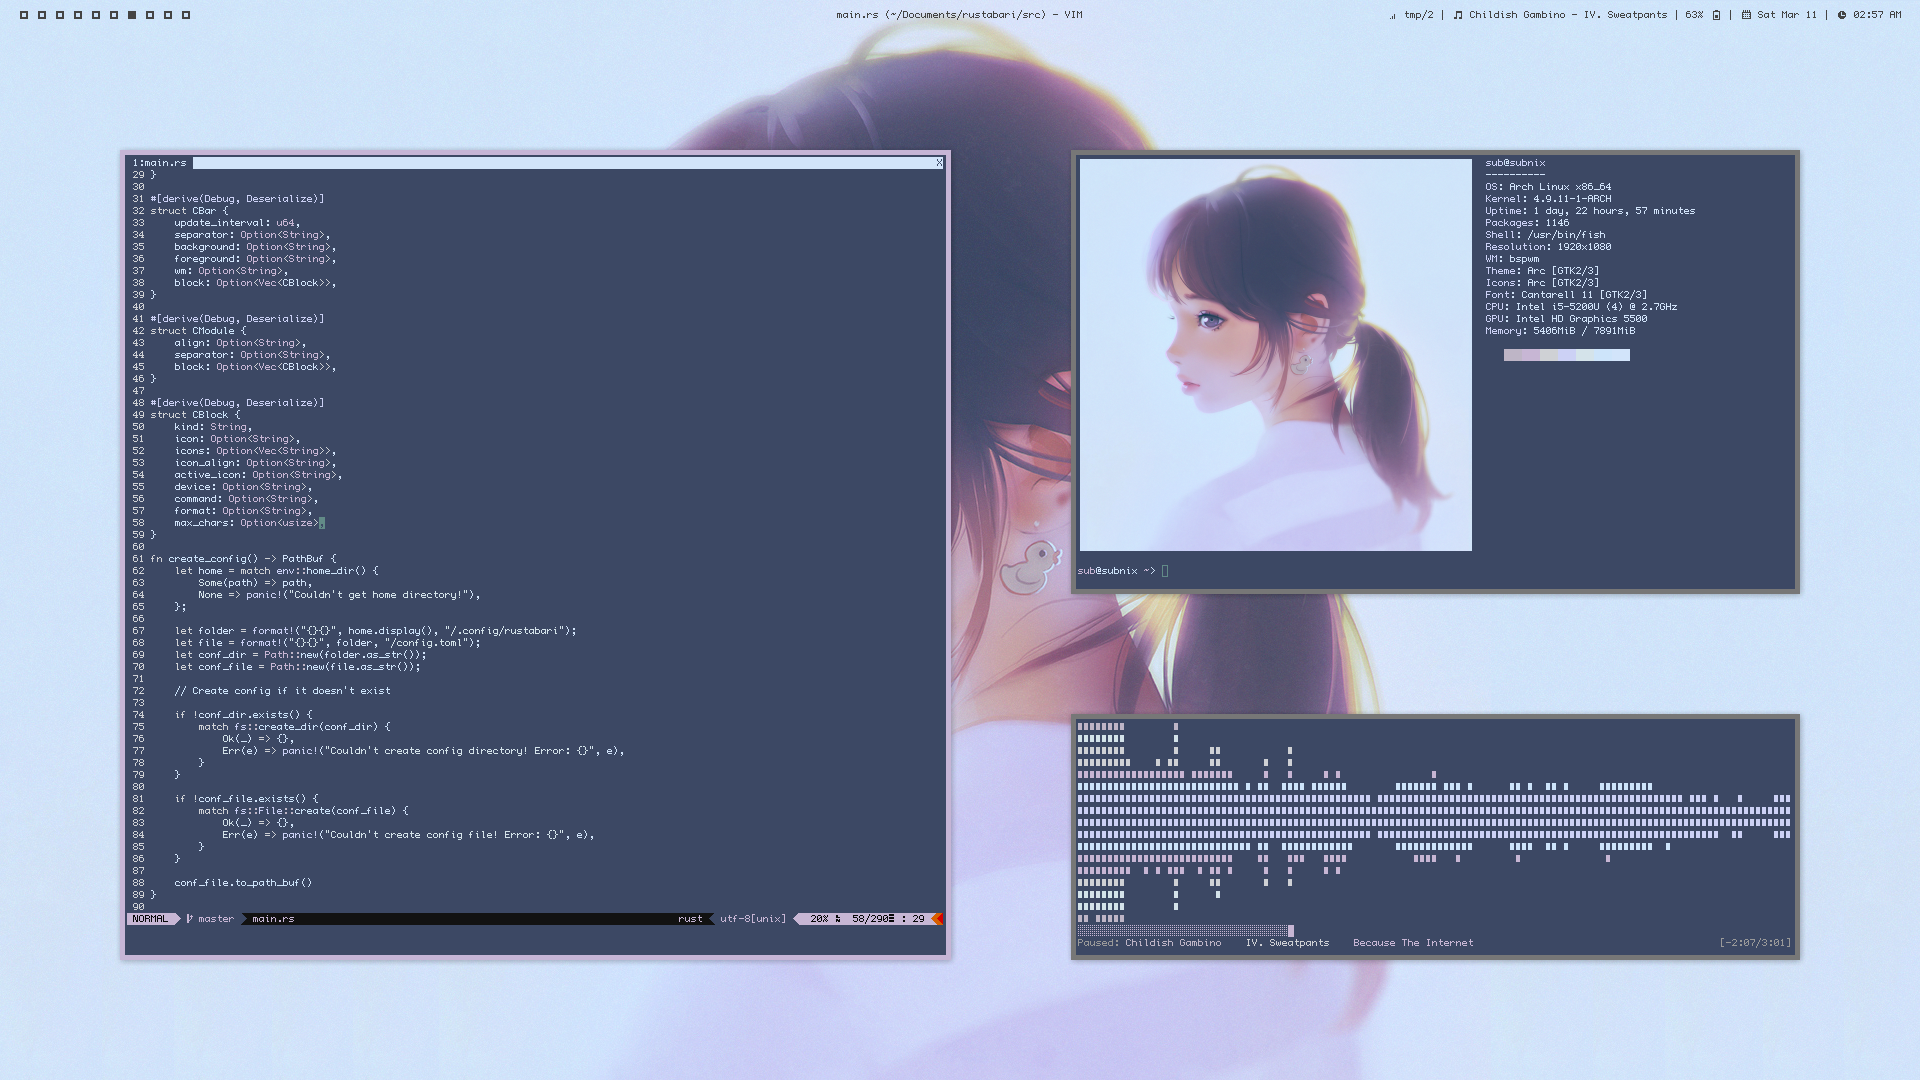 main.rs (~/Documents/rustabari/src) - VIM
tmp/2 | Childish Gambino - IV. Sweatpants | 63% | Sat Mar 11 | 02:57 AM
1:main.rs X
29 }
30
31 #[derive(Debug, Deserialize)]
32 struct CBar {
33     update_interval: u64,
34     separator: Option<String>,
35     background: Option<String>,
36     foreground: Option<String>,
37     wm: Option<String>,
38     block: Option<Vec<CBlock>>,
39 }
40
41 #[derive(Debug, Deserialize)]
42 struct CModule {
43     align: Option<String>,
44     separator: Option<String>,
45     block: Option<Vec<CBlock>>,
46 }
47
48 #[derive(Debug, Deserialize)]
49 struct CBlock {
50     kind: String,
51     icon: Option<String>,
52     icons: Option<Vec<String>>,
53     icon_align: Option<String>,
54     active_icon: Option<String>,
55     device: Option<String>,
56     command: Option<String>,
57     format: Option<String>,
58     max_chars: Option<usize>,
59 }
60
61 fn create_config() -> PathBuf {
62     let home = match env::home_dir() {
63         Some(path) => path,
64         None => panic!("Couldn't get home directory!"),
65     };
66
67     let folder = format!("{}{}", home.display(), "/.config/rustabari");
68     let file = format!("{}{}", folder, "/config.toml");
69     let conf_dir = Path::new(folder.as_str());
70     let conf_file = Path::new(file.as_str());
71
72     // Create config if it doesn't exist
73
74     if !conf_dir.exists() {
75         match fs::create_dir(conf_dir) {
76             Ok(_) => {},
77             Err(e) => panic!("Couldn't create config directory! Error: {}", e),
78         }
79     }
80
81     if !conf_file.exists() {
82         match fs::File::create(conf_file) {
83             Ok(_) => {},
84             Err(e) => panic!("Couldn't create config file! Error: {}", e),
85         }
86     }
87
88     conf_file.to_path_buf()
89 }
90
NORMAL master main.rs rust utf-8[unix] 20% 58/290 : 29
sub@subnix
----------
OS: Arch Linux x86_64
Kernel: 4.9.11-1-ARCH
Uptime: 1 day, 22 hours, 57 minutes
Packages: 1146
Shell: /usr/bin/fish
Resolution: 1920x1080
WM: bspwm
Theme: Arc [GTK2/3]
Icons: Arc [GTK2/3]
Font: Cantarell 11 [GTK2/3]
CPU: Intel i5-5200U (4) @ 2.7GHz
GPU: Intel HD Graphics 5500
Memory: 5406MiB / 7891MiB
sub@subnix ~>
Paused: Childish Gambino IV. Sweatpants Because The Internet [-2:07/3:01]